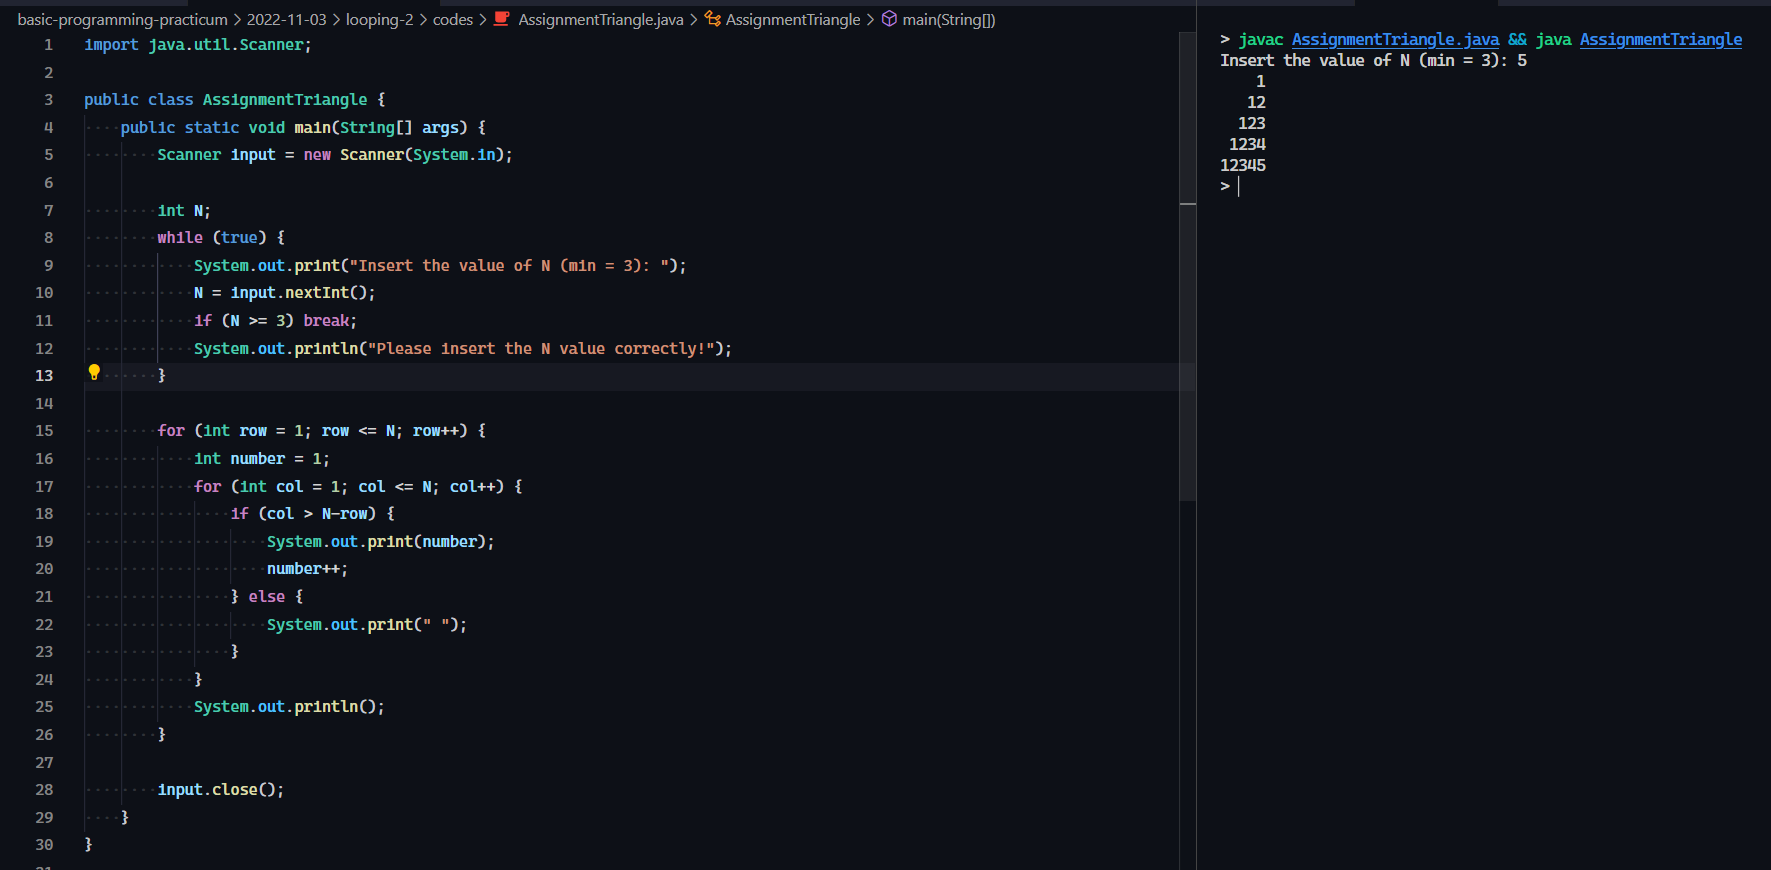 basic-programming-practicum > 2022-11-03 > looping-2 > codes > AssignmentTriangle.java > AssignmentTriangle > main(String[])
1 import java.util.Scanner;
2
3 public class AssignmentTriangle {
4     public static void main(String[] args) {
5         Scanner input = new Scanner(System.in);
6
7         int N;
8         while (true) {
9             System.out.print("Insert the value of N (min = 3): ");
10             N = input.nextInt();
11             if (N >= 3) break;
12             System.out.println("Please insert the N value correctly!");
13         }
14
15         for (int row = 1; row <= N; row++) {
16             int number = 1;
17             for (int col = 1; col <= N; col++) {
18                 if (col > N-row) {
19                     System.out.print(number);
20                     number++;
21                 } else {
22                     System.out.print(" ");
23                 }
24             }
25             System.out.println();
26         }
27
28         input.close();
29     }
30 }
> javac AssignmentTriangle.java && java AssignmentTriangle
Insert the value of N (min = 3): 5
    1
   12
  123
 1234
12345
>